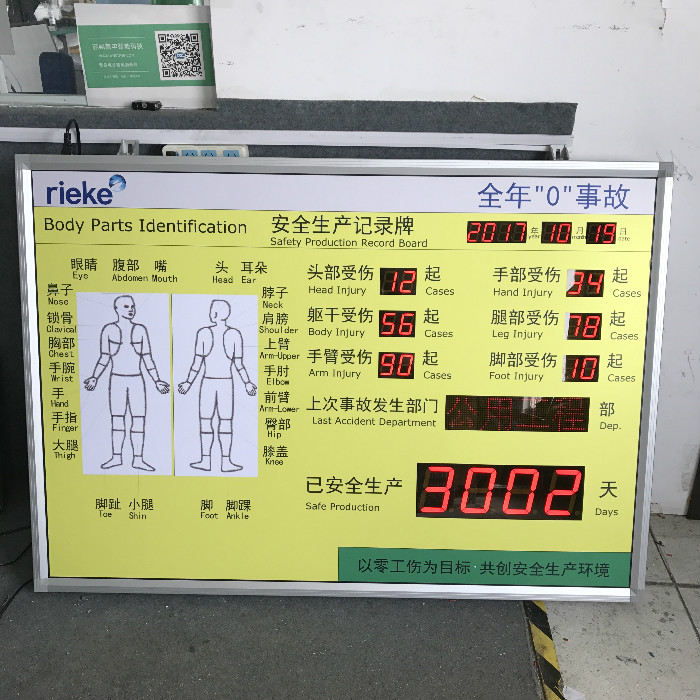 rieke
全年"0"事故
Body Parts Identification
安全生产记录牌
Safety Production Record Board
2017 年 10 月 19 日
year month date
眼睛 腹部 嘴 头 耳朵
Eye Abdomen Mouth Head Ear
鼻子
Nose
锁骨
Clavical
胸部
Chest
手腕
Wrist
手
Hand
手指
Finger
大腿
Thigh
脖子
Neck
肩膀
Shoulder
上臂
Arm-Upper
手肘
Elbow
前臂
Arm-Lower
臀部
Hip
膝盖
Knee
脚趾 小腿 脚 脚踝
Toe Shin Foot Ankle
头部受伤 12 起
Head Injury Cases
手部受伤 34 起
Hand Injury Cases
躯干受伤 56 起
Body Injury Cases
腿部受伤 78 起
Leg Injury Cases
手臂受伤 90 起
Arm Injury Cases
脚部受伤 10 起
Foot Injury Cases
上次事故发生部门 部
Last Accident Department Dep.
已安全生产 3002 天
Safe Production Days
以零工伤为目标·共创安全生产环境